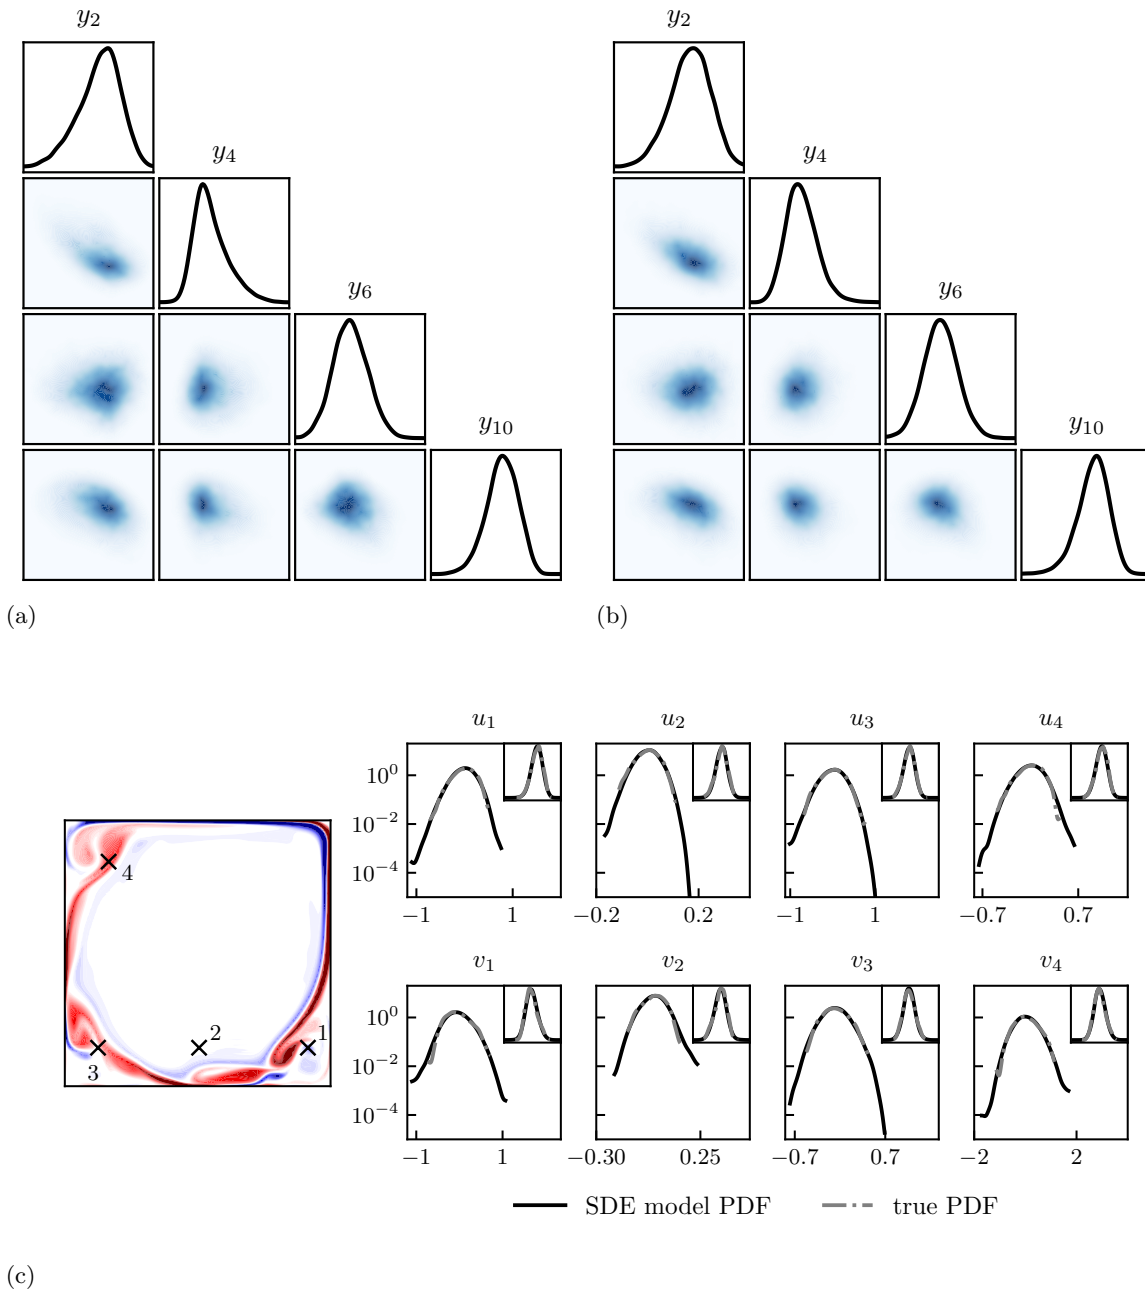 y2 y2
y4 y4
y6 y6
y10 y10
(a) (b)
u1 u2 u3 u4
10^0
10^−2
10^−4
−1 1 −0.2 0.2 −1 1 −0.7 0.7
4
3
2
1
v1 v2 v3 v4
10^0
10^−2
10^−4
−1 1 −0.30 0.25 −0.7 0.7 −2 2
SDE model PDF true PDF
(c)